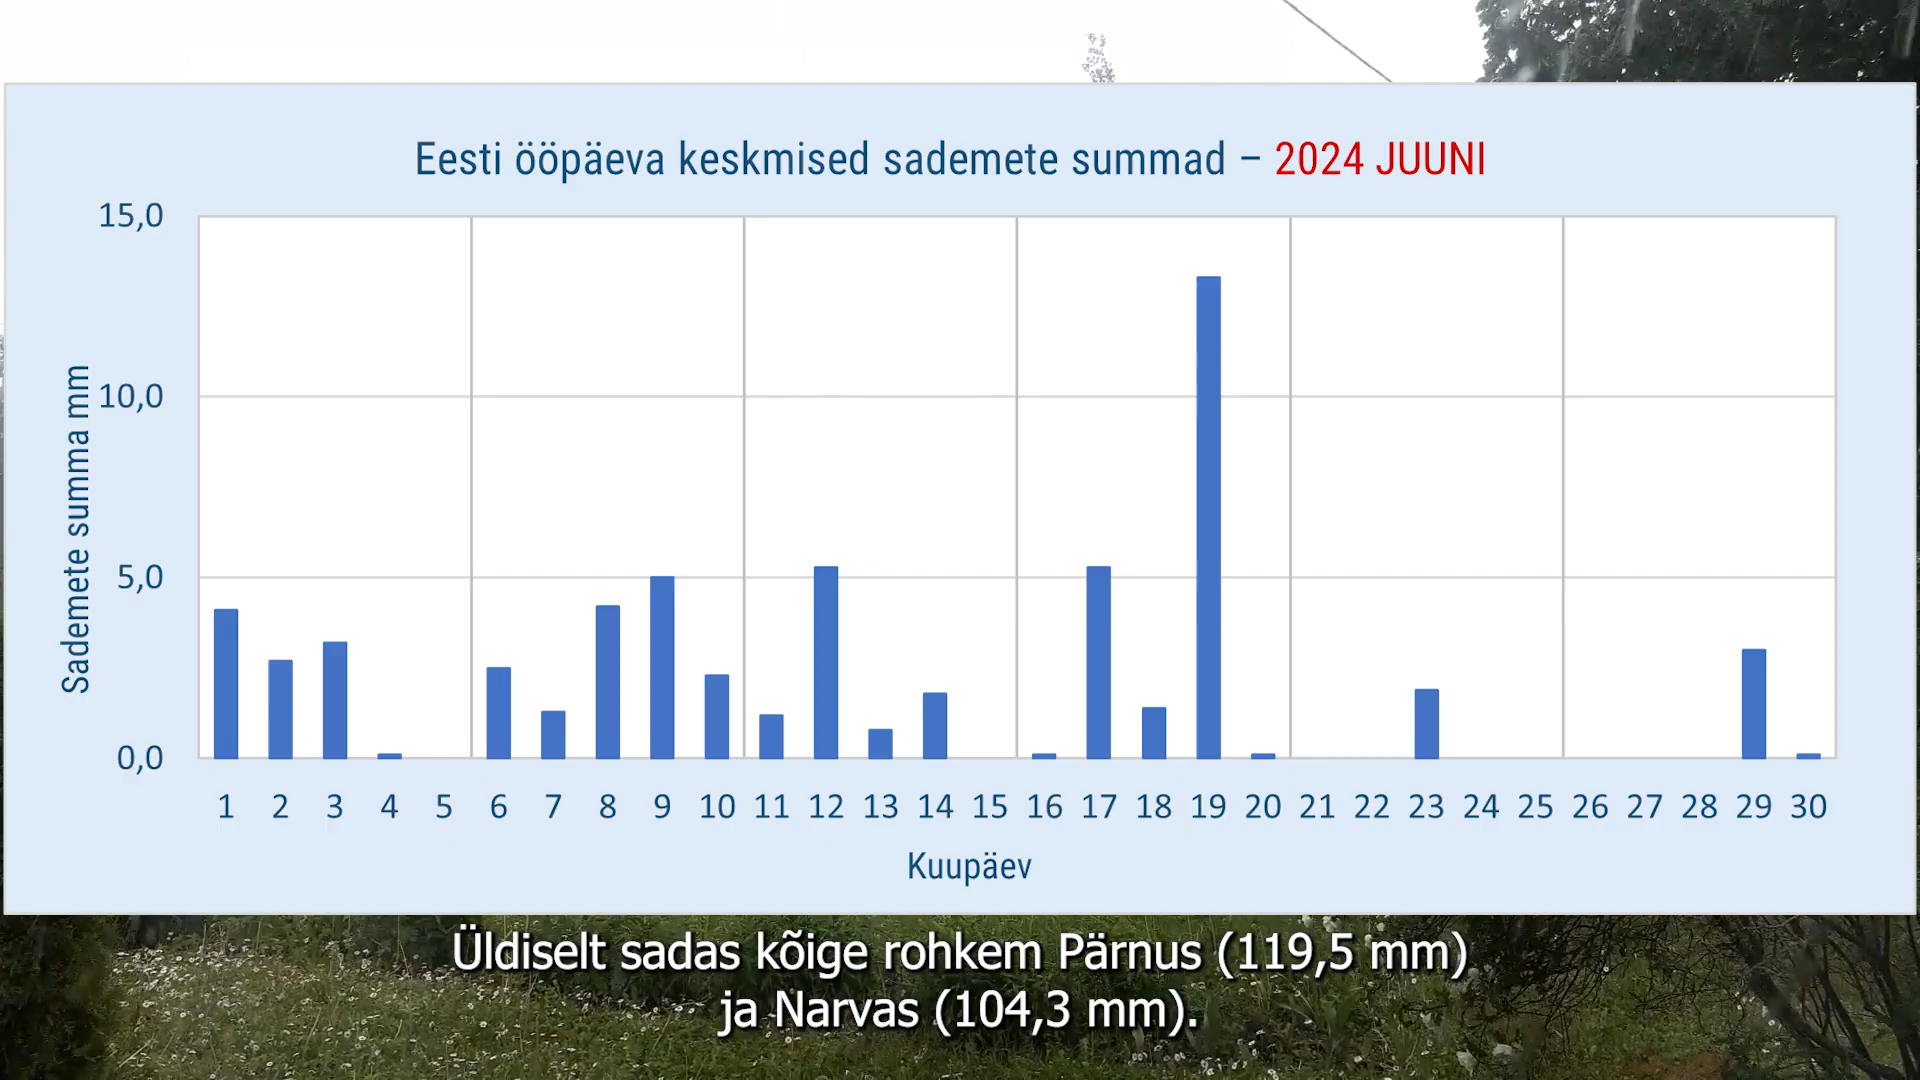 Eesti ööpäeva keskmised sademete summad – 2024 JUUNI
15,0
10,0
5,0
0,0
Sademete summa mm
1 2 3 4 5 6 7 8 9 10 11 12 13 14 15 16 17 18 19 20 21 22 23 24 25 26 27 28 29 30
Kuupäev
Üldiselt sadas kõige rohkem Pärnus (119,5 mm)
ja Narvas (104,3 mm).